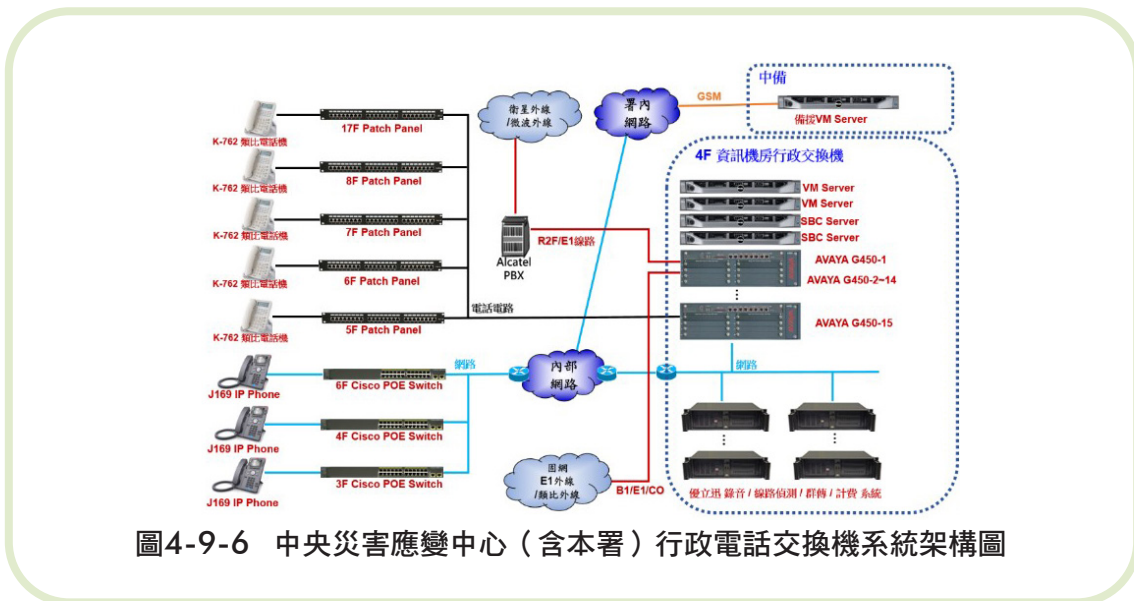 中備
GSM
備援VM Server
衛星外線
/微波外線
署內
網路
4F 資訊機房行政交換機
VM Server
VM Server
SBC Server
SBC Server
AVAYA G450-1
AVAYA G450-2~14
AVAYA G450-15
K-762 類比電話機
17F Patch Panel
K-762 類比電話機
8F Patch Panel
K-762 類比電話機
7F Patch Panel
K-762 類比電話機
6F Patch Panel
K-762 類比電話機
5F Patch Panel
Alcatel
PBX
R2F/E1線路
電話電路
J169 IP Phone
6F Cisco POE Switch
J169 IP Phone
4F Cisco POE Switch
J169 IP Phone
3F Cisco POE Switch
網路
內部
網路
網路
固網
E1外線
/類比外線
B1/E1/CO
優立迅 錄音 / 線路偵測 / 群傳 / 計費 系統
圖4-9-6 中央災害應變中心（含本署）行政電話交換機系統架構圖